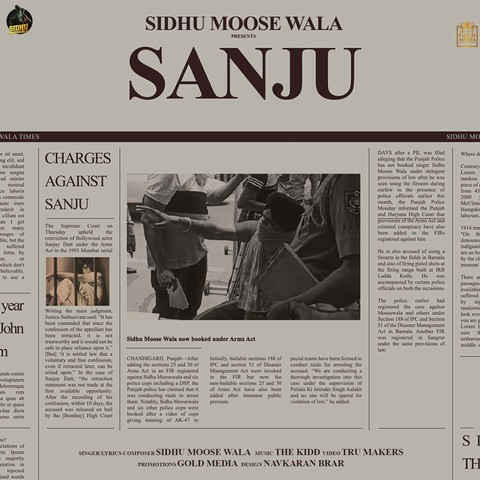 SIDHU MOOSE WALA
PRESENTS
SANJU
WALA TIMES
SIDHU MO
CHARGES
AGAINST
SANJU
The Supreme Court on
Thursday upheld the
conviction of Bollywood actor
Sanjay Dutt under the Arms
Act in the 1993 Mumbai serial
Writing the main judgment,
Justice Sathasivam said: "It has
been contended that since the
confession of the appellant has
been retracted, it is not
trustworthy and it would not be
safe to place reliance upon it."
[But] "it is settled law that a
voluntary and free confession,
even if retracted later, can be
relied upon." In the case of
Sanjay Dutt, "the retraction
statement was not made at the
first available opportunity.
After the recording of his
confession, within 10 days, the
accused was released on bail
by the [Bombay] High Court
Sidhu Moose Wala now booked under Arms Act
CHANDIGARH, Punjab—After
adding the sections 25 and 30 of
Arms Act in an FIR registered
against Sidhu Moosewala and six
police cops including a DSP, the
Punjab police has claimed that it
was conducting raids to arrest
them. Notably, Sidhu Moosewala
and six other police cops were
booked after a video of cops
giving training of AK-47 to
Initially, bailable sections 188 of
IPC and section 51 of Disaster
Management Act were invoked
in the FIR but now the
non-bailable sections 25 and 30
of Arms Act have also been
added after immense public
pressure.
special teams have been formed to
conduct raids for arresting the
accused. "We are conducting a
thorough investigation into this
case under the supervision of
Patiala IG Jatinder Singh Aulakh
and no one will be spared for
violation of law," he added.
DAYS after a PIL was filed
alleging that the Punjab Police
has not booked singer Sidhu
Moose Wala under stringent
provisions of law after he was
seen using the firearm during
curfew in the presence of
police officials earlier this
month, the Punjab Police
Monday informed the Punjab
and Haryana High Court that
provisions of the Arms Act and
criminal conspiracy have also
been added to the FIRs
registered against him
He is also accused of using a
firearm in the fields in Barnala
and also of firing pistol shots at
the firing range built at IRB
Ladda Kothi. He was
accompanied by certain police
officials on both the occasions.
The police earlier had
registered the case against
Moosewala and others under
Section 188 of IPC and Section
51 of the Disaster Management
Act in Barnala. Another FIR
was registered in Sangrur
under the same provisions of
law.
year
John
SINGER/LYRICS/COMPOSER SIDHU MOOSE WALA MUSIC THE KIDD VIDEO TRU MAKERS
PROMOTIONS GOLD MEDIA DESIGN NAVKARAN BRAR